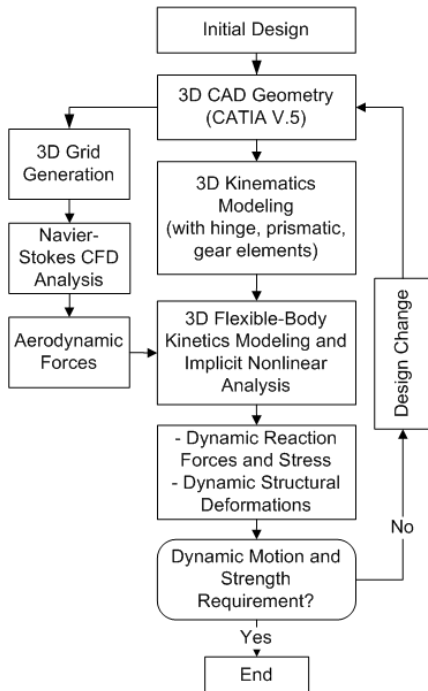 Initial Design
3D CAD Geometry
(CATIA V.5)
3D Grid
Generation
3D Kinematics
Modeling
(with hinge, prismatic,
gear elements)
Navier-
Stokes CFD
Analysis
Aerodynamic
Forces
3D Flexible-Body
Kinetics Modeling and
Implicit Nonlinear
Analysis
Design Change
- Dynamic Reaction
Forces and Stress
- Dynamic Structural
Deformations
No
Dynamic Motion and
Strength
Requirement?
Yes
End